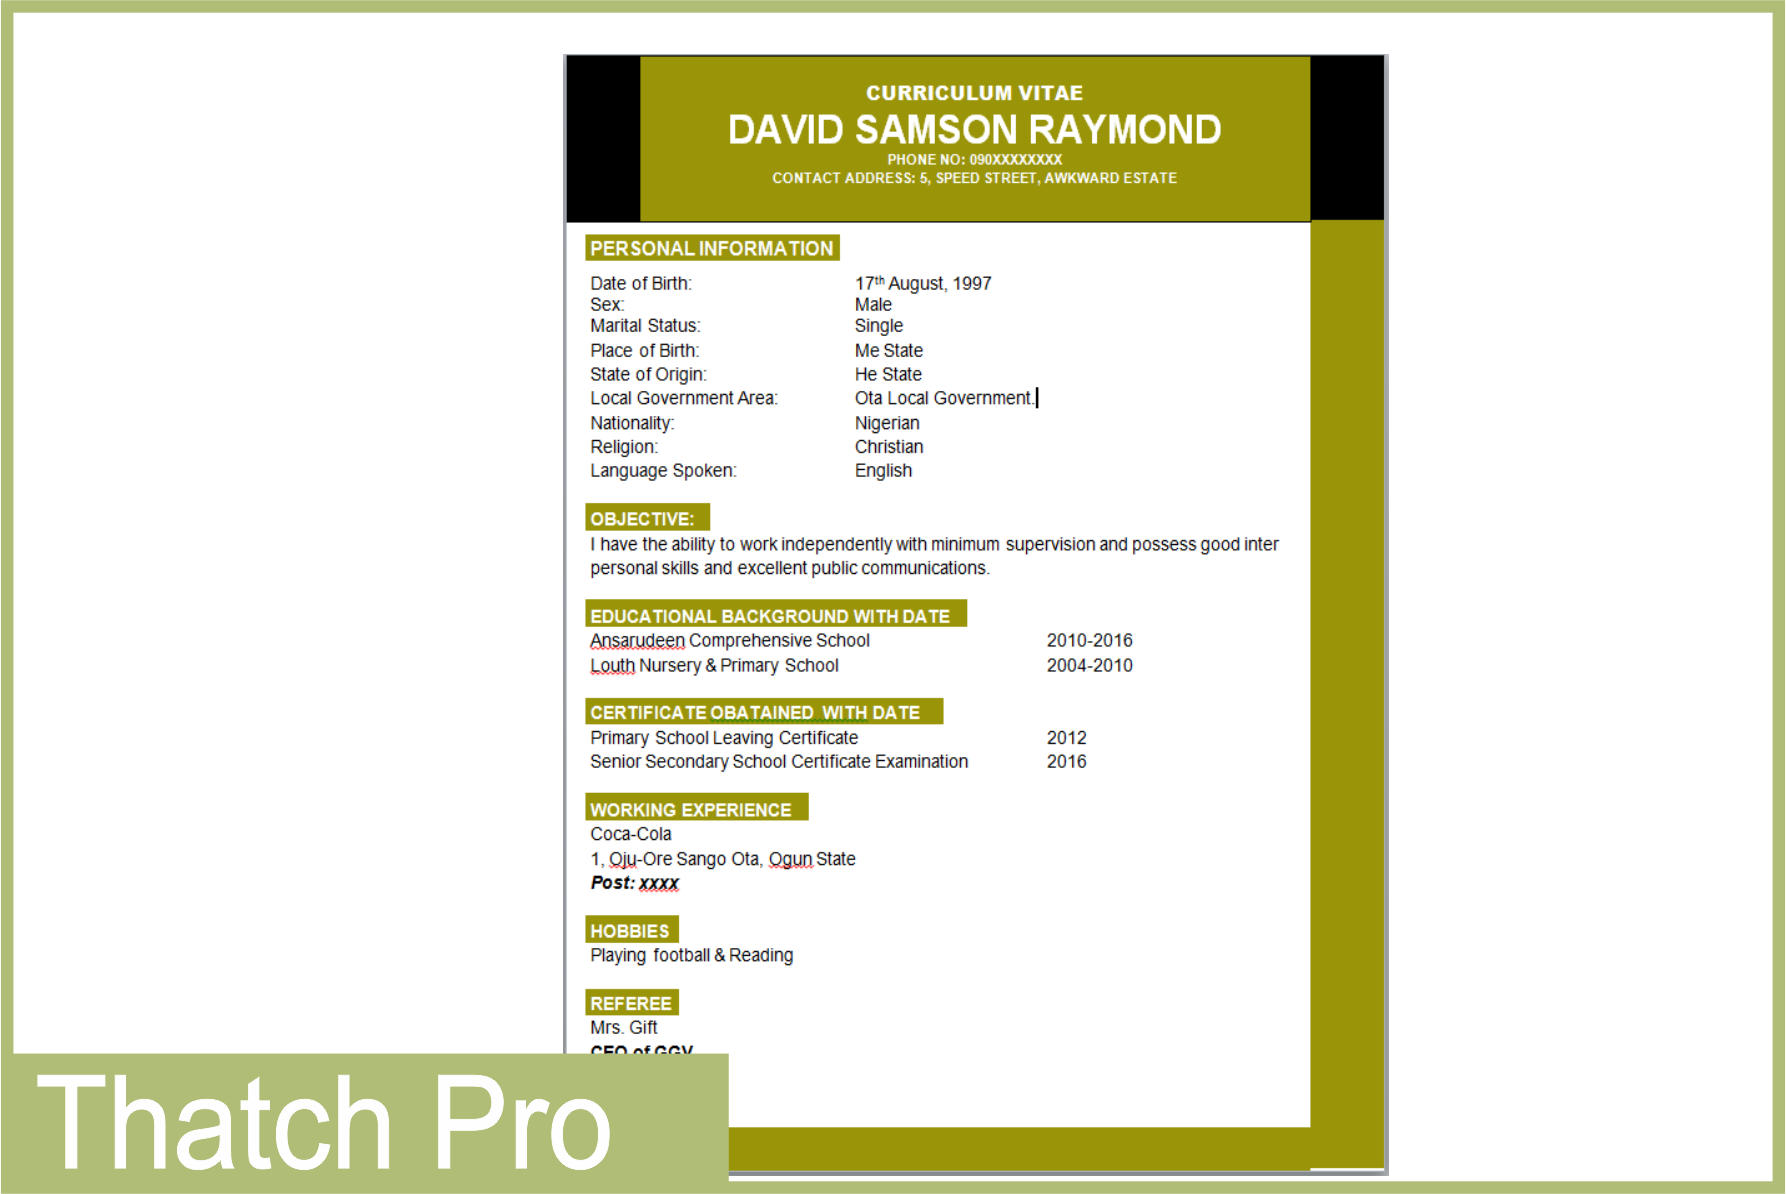 CURRICULUM VITAE
DAVID SAMSON RAYMOND
PHONE NO: 090XXXXXXXX
CONTACT ADDRESS: 5, SPEED STREET, AWKWARD ESTATE
PERSONAL INFORMATION
Date of Birth: 17th August, 1997
Sex: Male
Marital Status: Single
Place of Birth: Me State
State of Origin: He State
Local Government Area: Ota Local Government.
Nationality: Nigerian
Religion: Christian
Language Spoken: English
OBJECTIVE:
I have the ability to work independently with minimum supervision and possess good inter
personal skills and excellent public communications.
EDUCATIONAL BACKGROUND WITH DATE
Ansarudeen Comprehensive School 2010-2016
Louth Nursery & Primary School 2004-2010
CERTIFICATE OBATAINED WITH DATE
Primary School Leaving Certificate 2012
Senior Secondary School Certificate Examination 2016
WORKING EXPERIENCE
Coca-Cola
1, Oju-Ore Sango Ota, Ogun State
Post: xxxx
HOBBIES
Playing football & Reading
REFEREE
Mrs. Gift
CEO of GGV
Thatch Pro